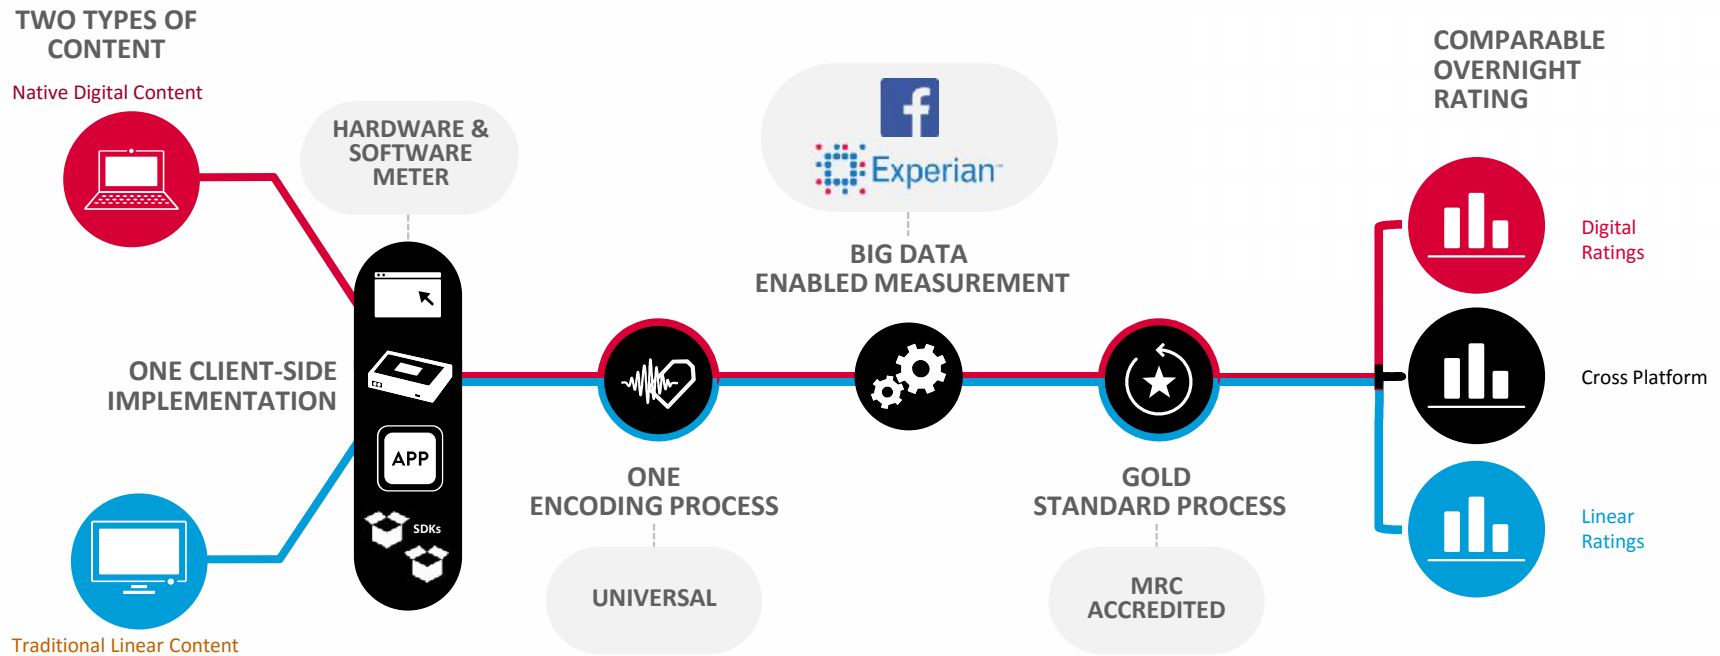 TWO TYPES OF
CONTENT
Native Digital Content
HARDWARE &
SOFTWARE
METER
ONE CLIENT-SIDE
IMPLEMENTATION
APP
SDKs
Traditional Linear Content
ONE
ENCODING PROCESS
UNIVERSAL
f
Experian™
BIG DATA
ENABLED MEASUREMENT
GOLD
STANDARD PROCESS
MRC
ACCREDITED
COMPARABLE
OVERNIGHT
RATING
Digital
Ratings
Cross Platform
Linear
Ratings